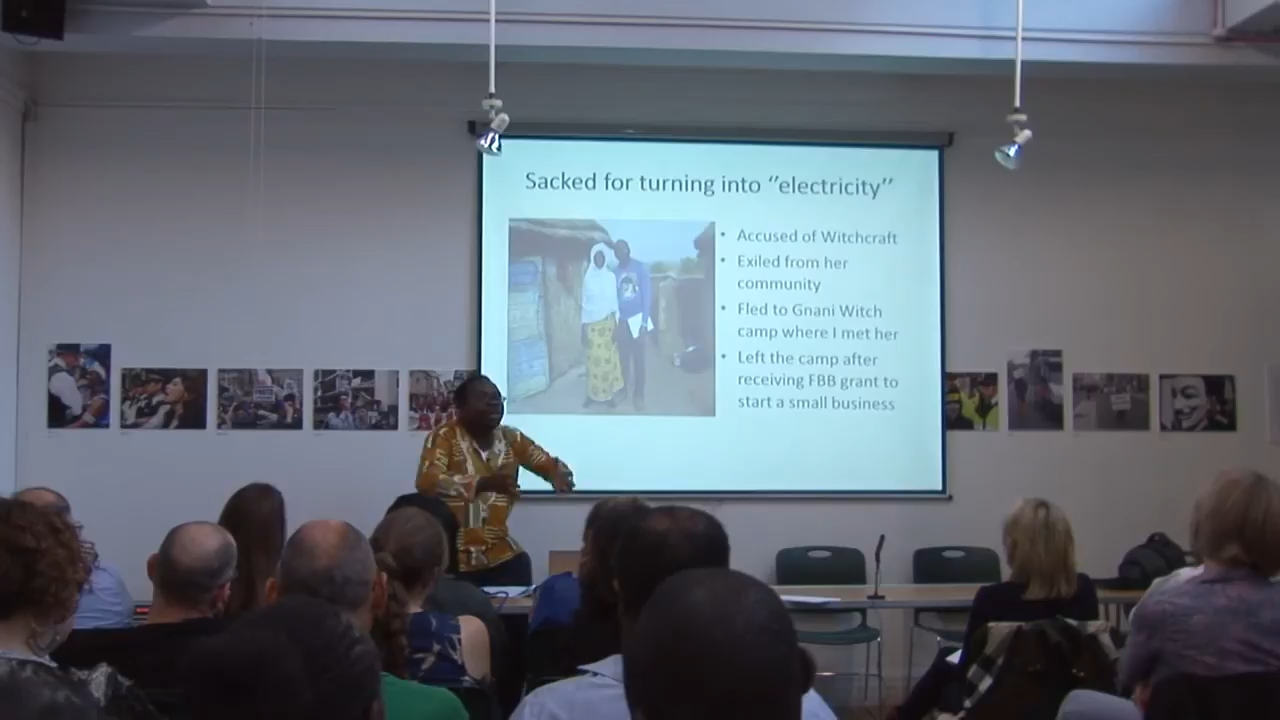 Sacked for turning into ‘’electricity’’
• Accused of Witchcraft
• Exiled from her
community
• Fled to Gnani Witch
camp where I met her
• Left the camp after
receiving FBB grant to
start a small business